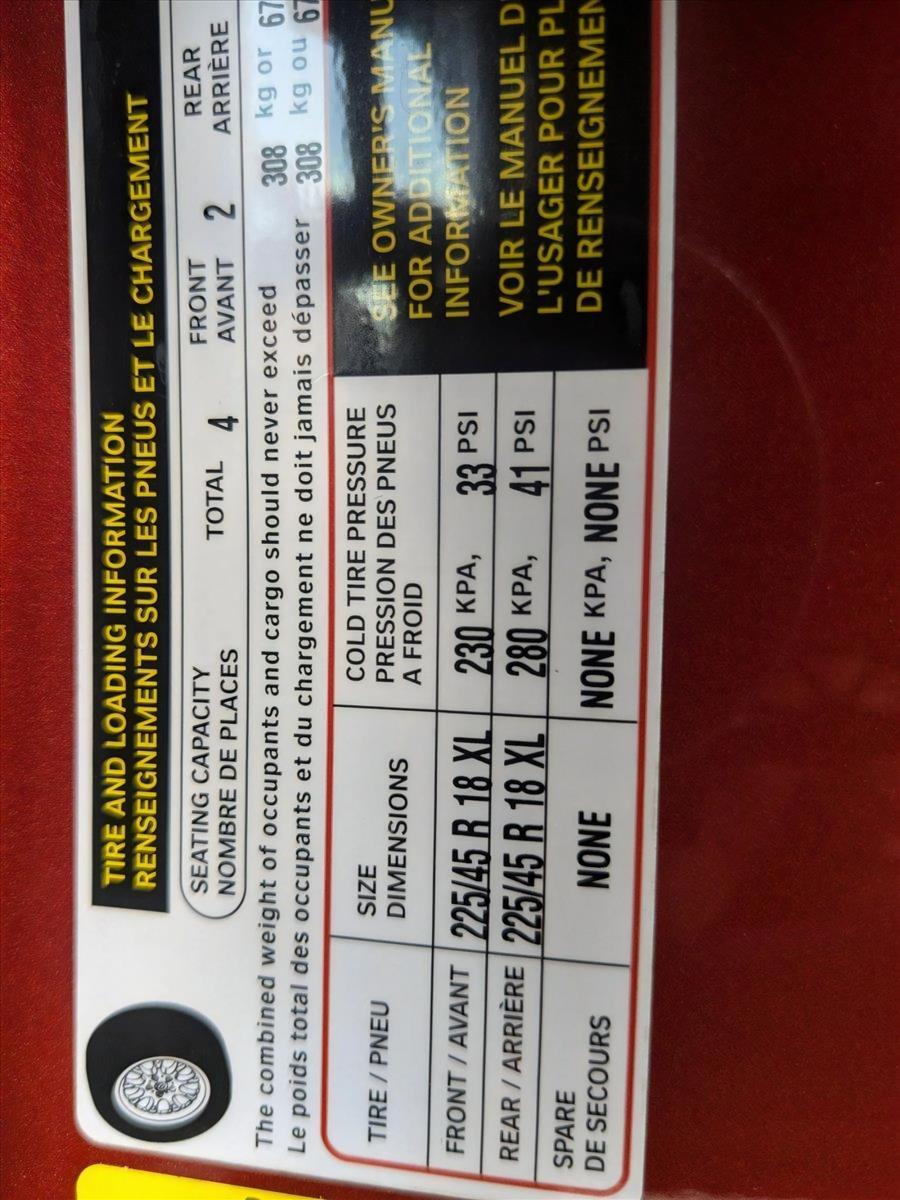 TIRE AND LOADING INFORMATION
RENSEIGNEMENTS SUR LES PNEUS ET LE CHARGEMENT
SEATING CAPACITY
NOMBRE DE PLACES
TOTAL 4
FRONT
AVANT 2
REAR
ARRIÈRE
The combined weight of occupants and cargo should never exceed 308 kg or 67
Le poids total des occupants et du chargement ne doit jamais dépasser 308 kg ou 67
TIRE / PNEU
SIZE
DIMENSIONS
COLD TIRE PRESSURE
PRESSION DES PNEUS
A FROID
FRONT / AVANT 225/45 R 18 XL 230 KPA, 33 PSI
REAR / ARRIÈRE 225/45 R 18 XL 280 KPA, 41 PSI
SPARE
DE SECOURS
NONE NONE KPA, NONE PSI
SEE OWNER'S MANU
FOR ADDITIONAL
INFORMATION
VOIR LE MANUEL D
L'USAGER POUR PL
DE RENSEIGNEMEN